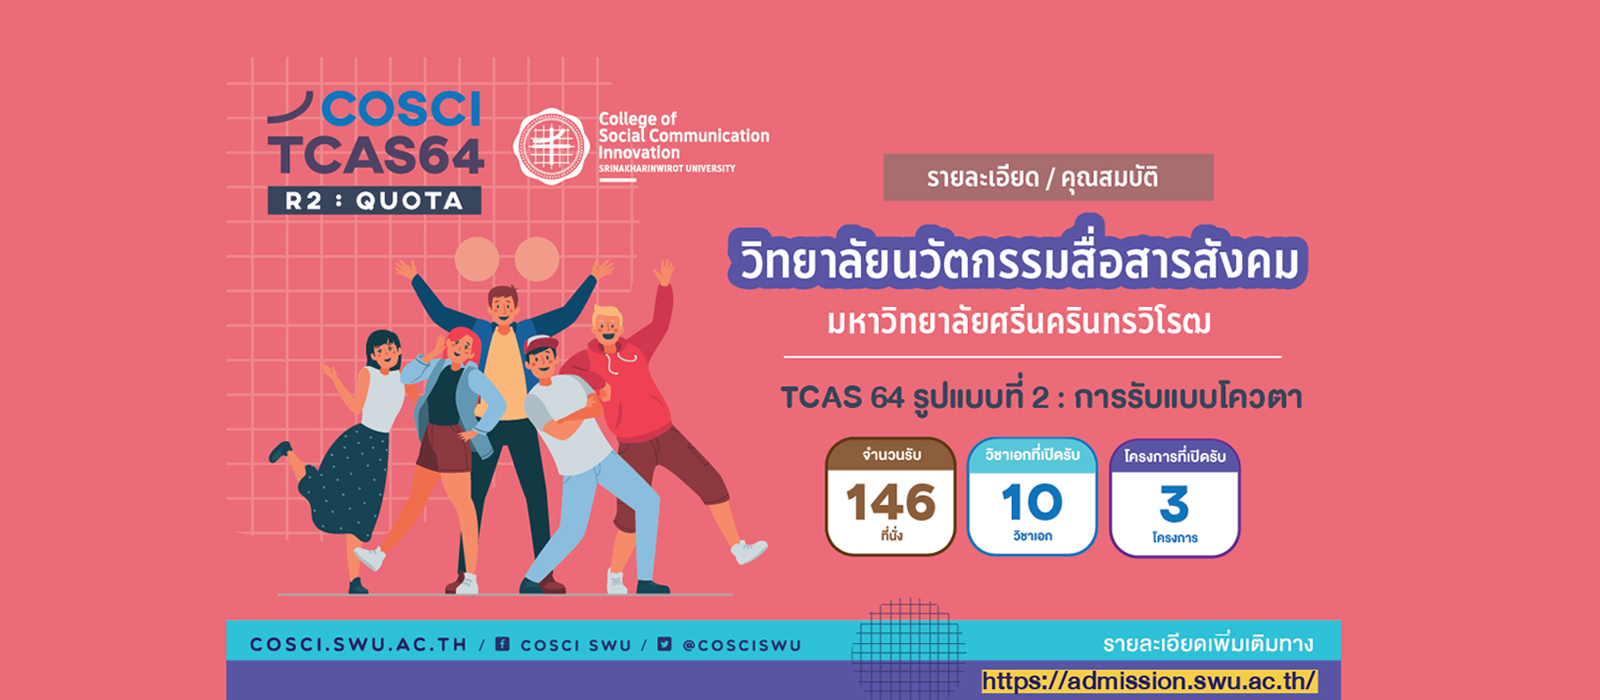 COSCI
TCAS64
R2 : QUOTA
College of
Social Communication
Innovation
SRINAKHARINWIROT UNIVERSITY
รายละเอียด / คุณสมบัติ
วิทยาลัยนวัตกรรมสื่อสารสังคม
มหาวิทยาลัยศรีนครินทรวิโรฒ
TCAS 64 รูปแบบที่ 2 : การรับแบบโควตา
จำนวนรับ
146
ที่นั่ง
วิชาเอกที่เปิดรับ
10
วิชาเอก
โครงการที่เปิดรับ
3
โครงการ
COSCI.SWU.AC.TH / COSCI SWU / @COSCISWU
รายละเอียดเพิ่มเติมทาง
https://admission.swu.ac.th/